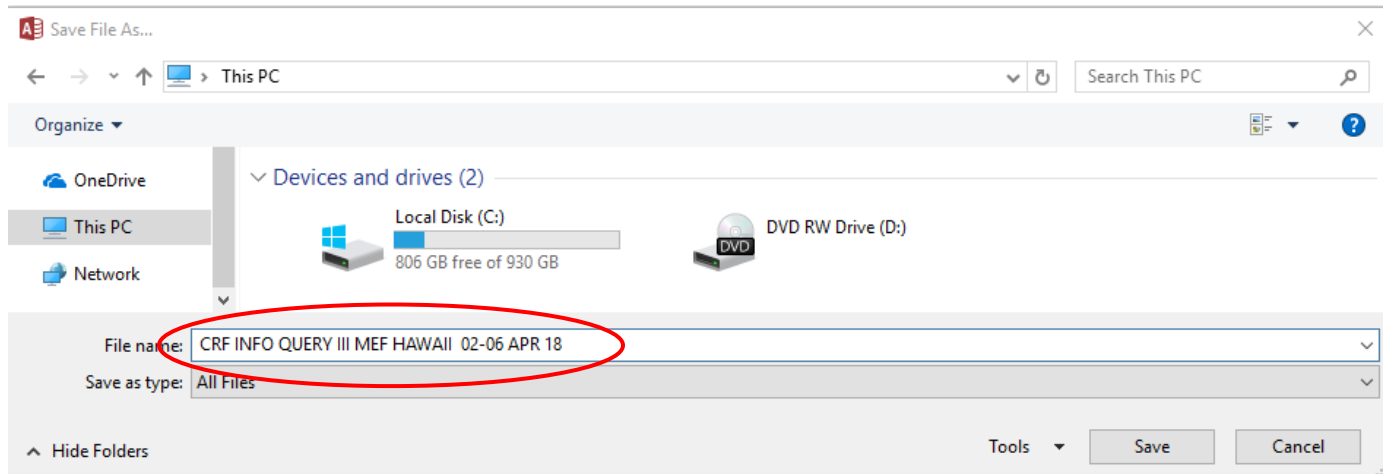 Save File As...
This PC
Search This PC
Organize
?
OneDrive
This PC
Network
Devices and drives (2)
Local Disk (C:)
806 GB free of 930 GB
DVD
DVD RW Drive (D:)
File name: CRF INFO QUERY III MEF HAWAII  02-06 APR 18
Save as type: All Files
Hide Folders
Tools
Save
Cancel